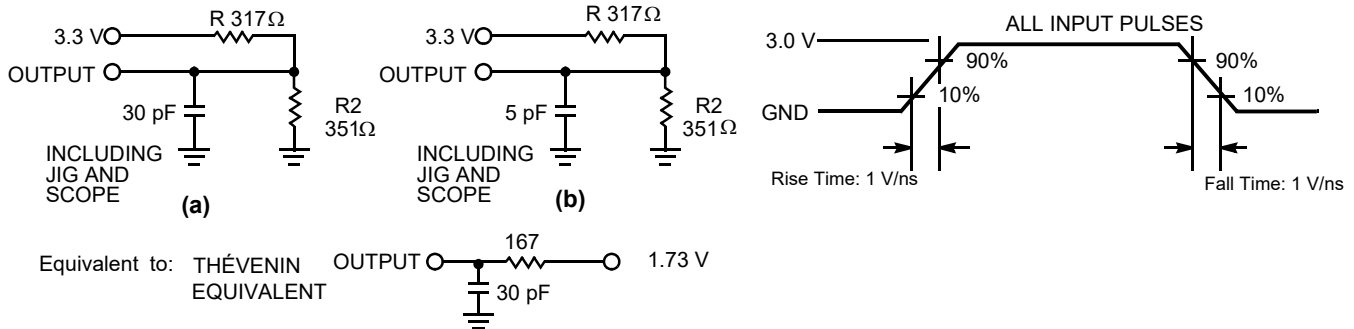 R 317Ω
3.3 V
OUTPUT
30 pF
R2
351Ω
INCLUDING
JIG AND
SCOPE
(a)
R 317Ω
3.3 V
OUTPUT
5 pF
R2
351Ω
INCLUDING
JIG AND
SCOPE
(b)
ALL INPUT PULSES
3.0 V
90%
10%
GND
90%
10%
Rise Time: 1 V/ns
Fall Time: 1 V/ns
Equivalent to: THÉVENIN
EQUIVALENT
OUTPUT
167
1.73 V
30 pF